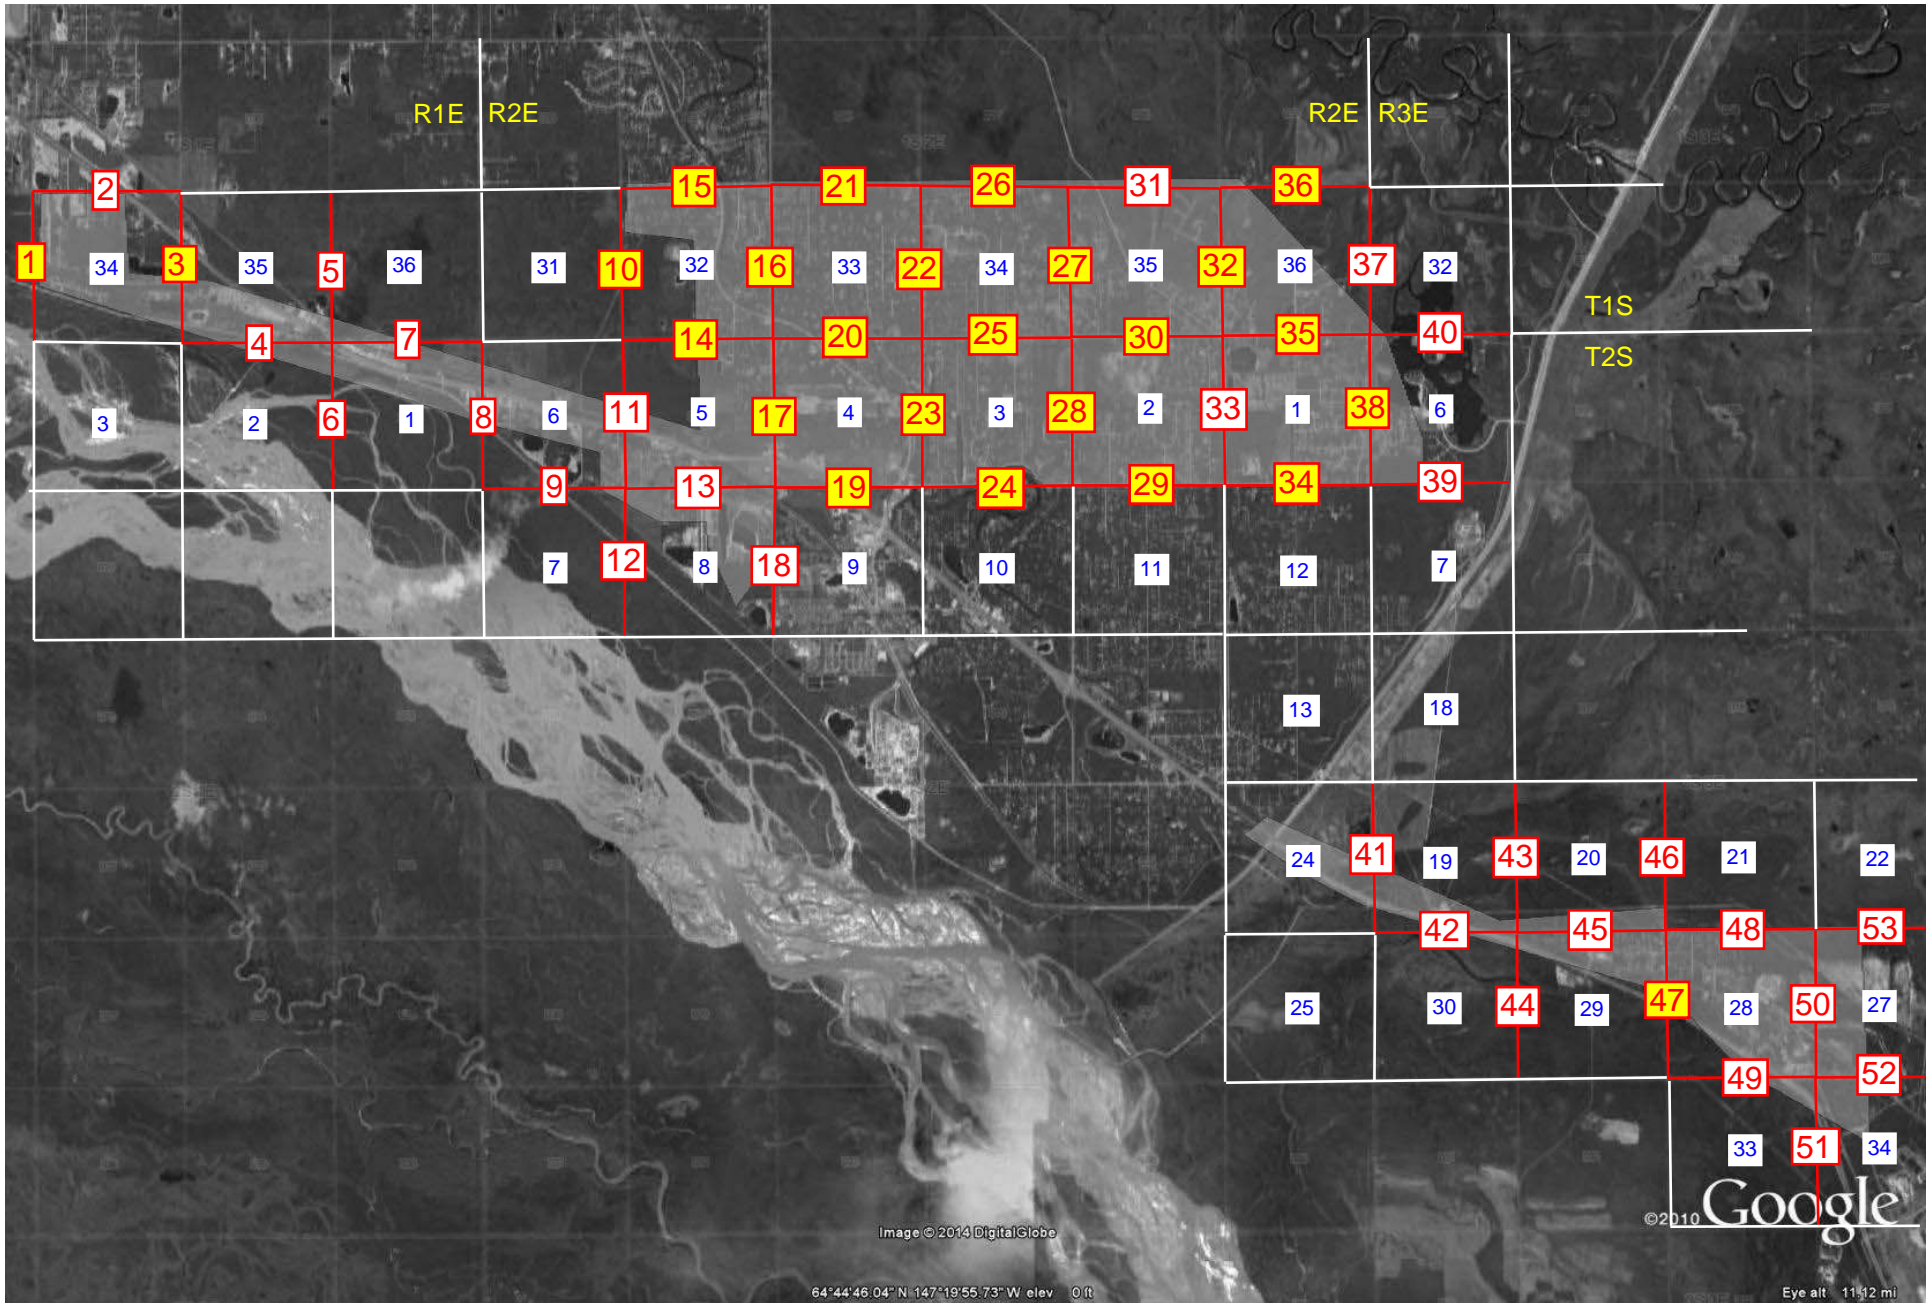 R1E R2E R2E R3E
2 15 21 26 31 36
1 34 3 35 5 36 31 10 32 16 33 22 34 27 35 32 36 37 32
T1S
4 7 14 20 25 30 35 40
T2S
3 2 6 1 8 6 11 5 17 4 23 3 28 2 33 1 38 6
9 13 19 24 29 34 39
7 12 8 18 9 10 11 12 7
13 18
24 41 19 43 20 46 21 22
42 45 48 53
25 30 44 29 47 28 50 27
49 52
33 51 34
©2010 Google
Image © 2014 DigitalGlobe
64°44'46.04" N 147°19'55.73" W elev 0 ft Eye alt 11.12 mi